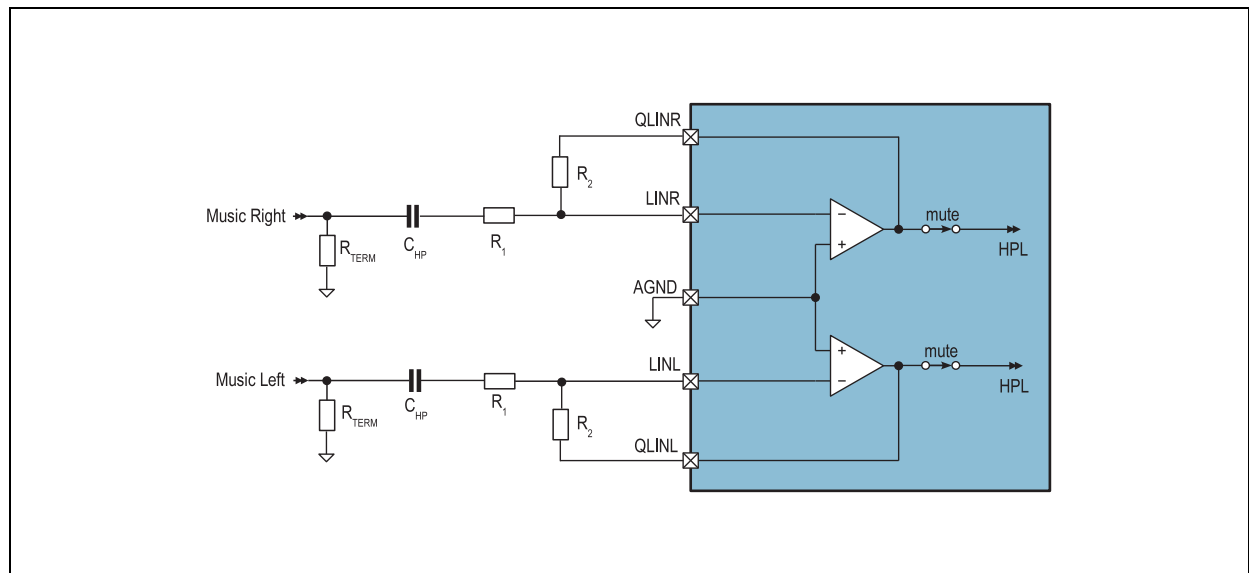 QLINR
R2
LINR
mute
Music Right
CHP
R1
RTERM
HPL
AGND
LINL
mute
Music Left
CHP
R1
HPL
RTERM
R2
QLINL